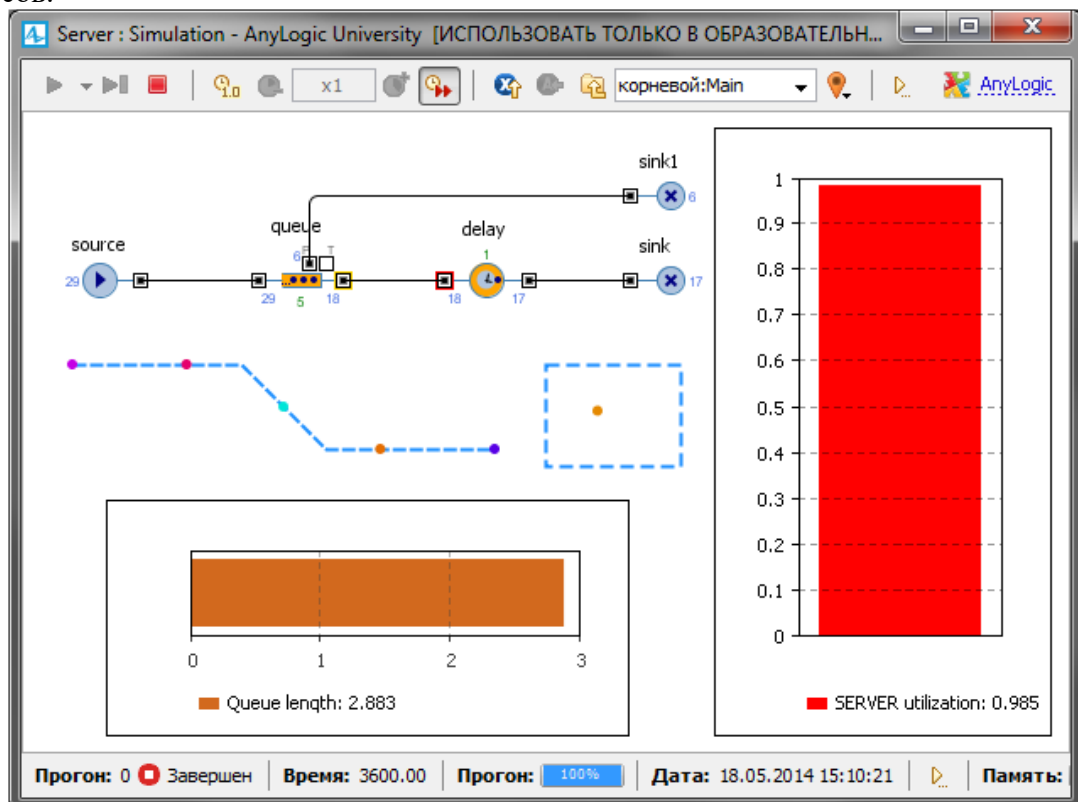 сов.
Server : Simulation - AnyLogic University [ИСПОЛЬЗОВАТЬ ТОЛЬКО В ОБРАЗОВАТЕЛЬН...
x1
корневой:Main
AnyLogic
sink1
6
queue
delay
source
sink
6
1
29
17
29
5
18
18
17
1
0.9
0.8
0.7
0.6
0.5
0.4
0.3
0.2
0.1
0
0 1 2 3
Queue length: 2.883
SERVER utilization: 0.985
Прогон: 0 Завершен Время: 3600.00 Прогон: 100% Дата: 18.05.2014 15:10:21 Память: